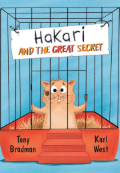 HaKari
AND THE GREAT SECRET
Tony Karl
Bradman West